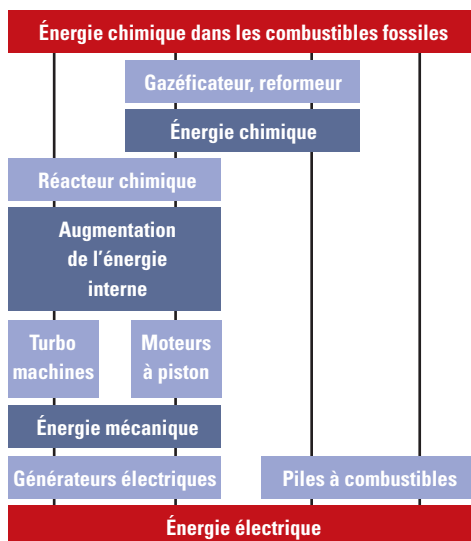 Énergie chimique dans les combustibles fossiles
Gazéficateur, reformeur
Énergie chimique
Réacteur chimique
Augmentation
de l'énergie
interne
Turbo
machines
Moteurs
à piston
Énergie mécanique
Générateurs électriques
Piles à combustibles
Énergie électrique